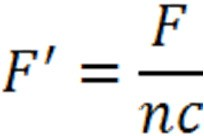 F' = F/nc